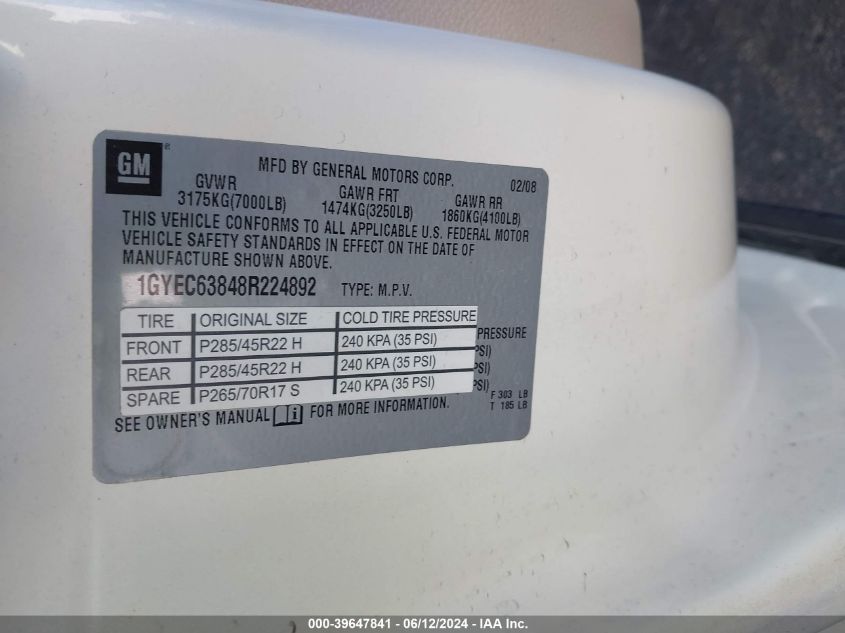 GM ®
MFD BY GENERAL MOTORS CORP. 02/08
GVWR GAWR FRT GAWR RR
3175KG(7000LB) 1474KG(3250LB) 1860KG(4100LB)
THIS VEHICLE CONFORMS TO ALL APPLICABLE U.S. FEDERAL MOTOR
VEHICLE SAFETY STANDARDS IN EFFECT ON THE DATE OF
MANUFACTURE SHOWN ABOVE.
1GYEC63848R224892 TYPE: M.P.V.
TIRE ORIGINAL SIZE COLD TIRE PRESSURE
PRESSURE
FRONT P285/45R22 H 240 KPA (35 PSI)
PSI)
REAR P285/45R22 H 240 KPA (35 PSI)
PSI)
SPARE P265/70R17 S 240 KPA (35 PSI)
PSI)
F 303 LB
T 185 LB
SEE OWNER'S MANUAL i FOR MORE INFORMATION.
000-39647841 - 06/12/2024 - IAA Inc.